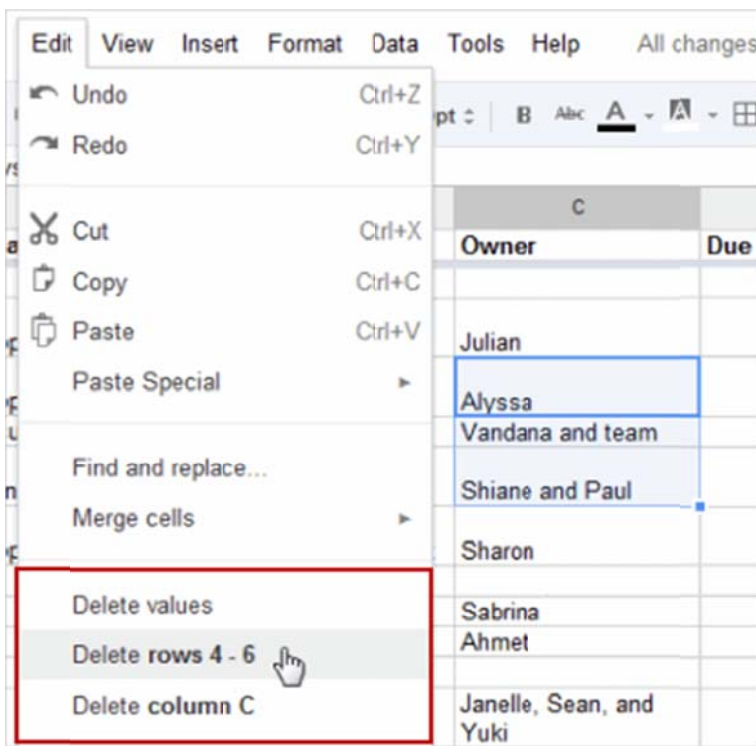 Edit View Insert Format Data Tools Help All changes
Undo Ctrl+Z
pt B Abc A A
Redo Ctrl+Y
C
Cut Ctrl+X
Owner Due
Copy Ctrl+C
Paste Ctrl+V
Julian
Paste Special
Alyssa
Vandana and team
Find and replace...
Shiane and Paul
Merge cells
Sharon
Delete values
Sabrina
Ahmet
Delete rows 4 - 6
Delete column C
Janelle, Sean, and
Yuki